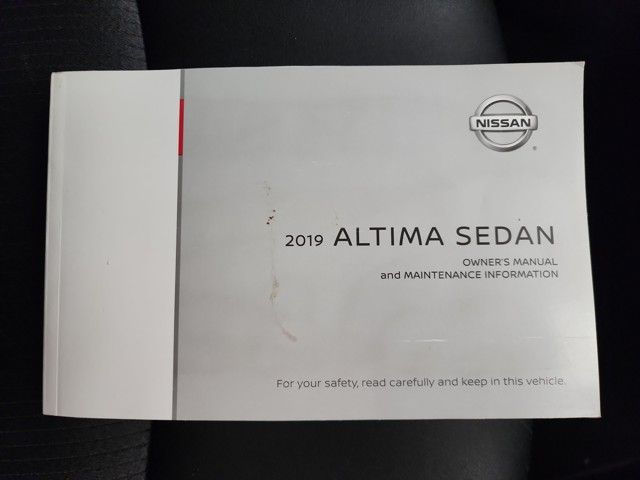 NISSAN
2019 ALTIMA SEDAN
OWNER'S MANUAL
and MAINTENANCE INFORMATION
For your safety, read carefully and keep in this vehicle.